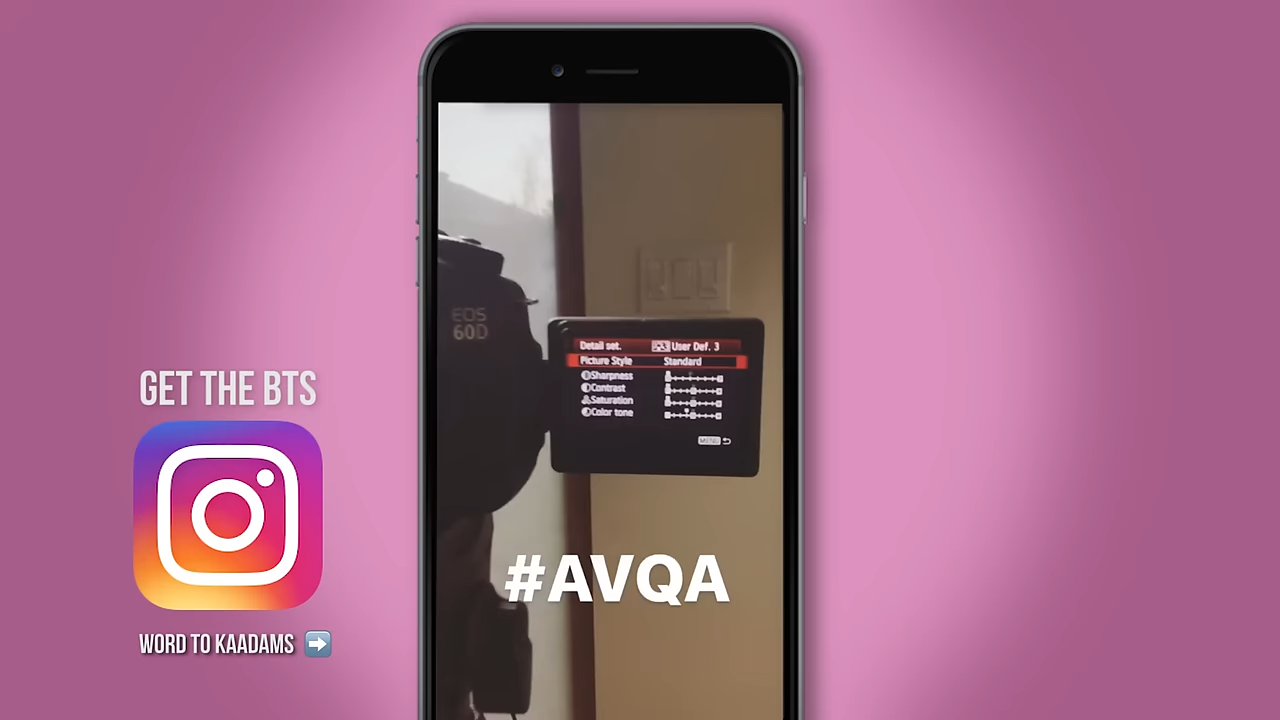 GET THE BTS
WORD TO KAADAMS
EOS
60D
Detail set. User Def. 3
Picture Style Standard
Sharpness
Contrast
Saturation
Color tone
MENU
#AVQA